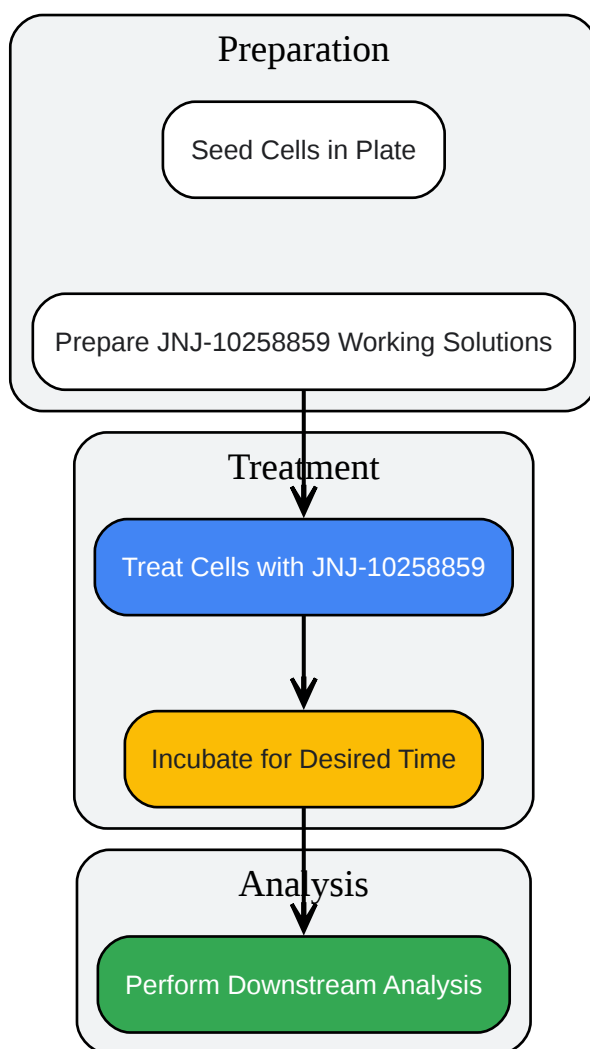 Preparation
Seed Cells in Plate
Prepare JNJ-10258859 Working Solutions
Treatment
Treat Cells with JNJ-10258859
Incubate for Desired Time
Analysis
Perform Downstream Analysis